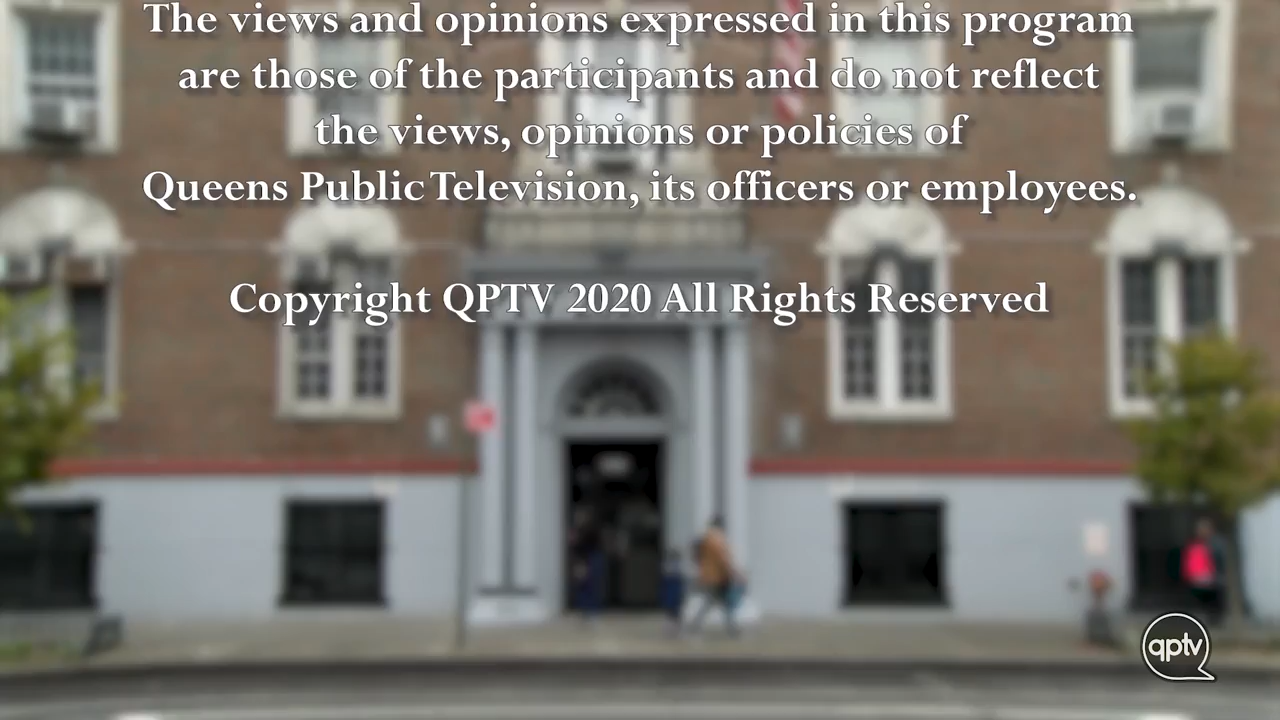 The views and opinions expressed in this program
are those of the participants and do not reflect
the views, opinions or policies of
Queens Public Television, its officers or employees.
Copyright QPTV 2020 All Rights Reserved
qptv